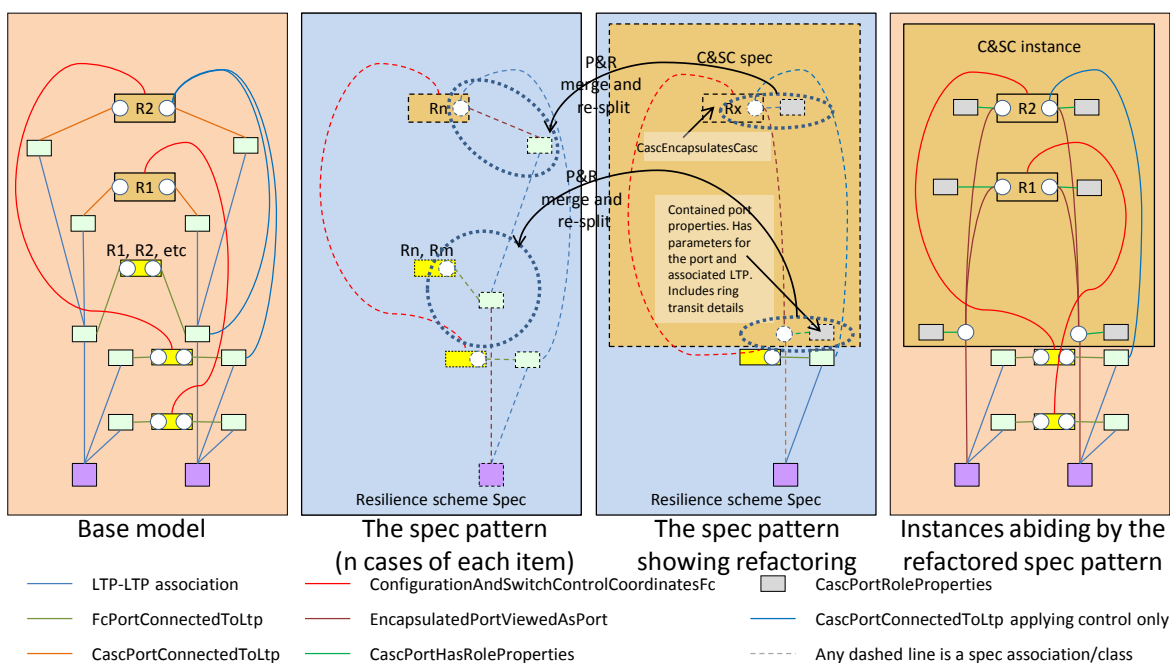 C&SC spec
C&SC instance
P&R
merge and
re-split
R2
Rn
Rx
R2
CascEncapsulatesCasc
R1
P&R
merge and
re-split
R1
Contained port
properties. Has
parameters for
the port and
associated LTP.
Includes ring
transit details
R1, R2, etc
Rn, Rm
Resilience scheme Spec
Resilience scheme Spec
Base model
The spec pattern
(n cases of each item)
The spec pattern
showing refactoring
Instances abiding by the
refactored spec pattern
LTP-LTP association
ConfigurationAndSwitchControlCoordinatesFc
CascPortRoleProperties
FcPortConnectedToLtp
EncapsulatedPortViewedAsPort
CascPortConnectedToLtp applying control only
CascPortConnectedToLtp
CascPortHasRoleProperties
Any dashed line is a spec association/class